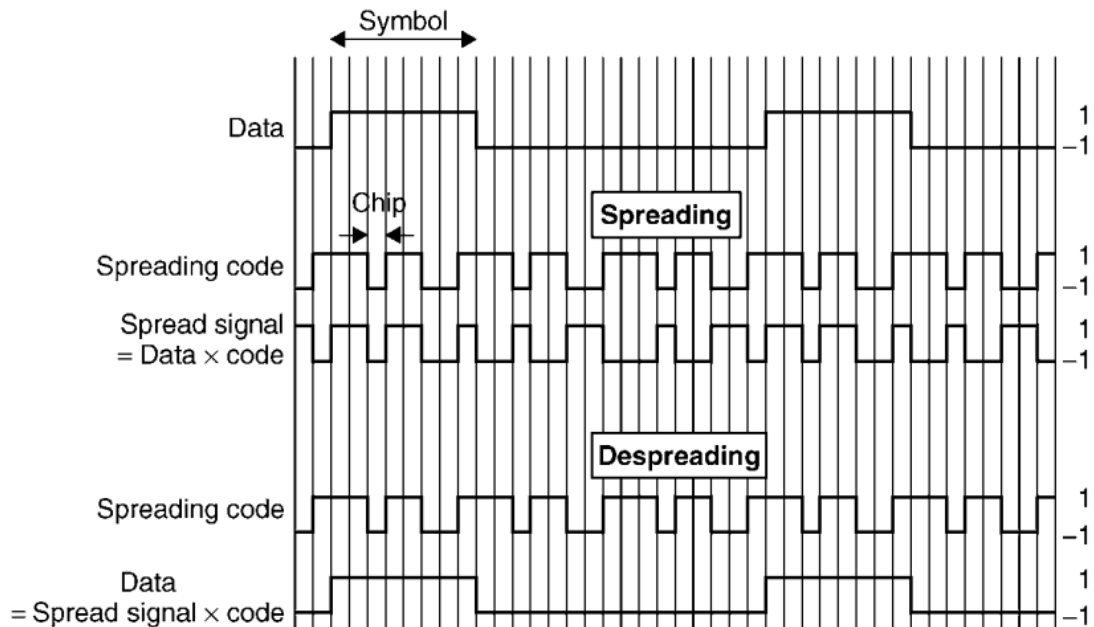 Symbol
Data
1
−1
Chip
Spreading
Spreading code
1
−1
Spread signal
= Data × code
1
−1
Despreading
Spreading code
1
−1
Data
= Spread signal × code
1
−1